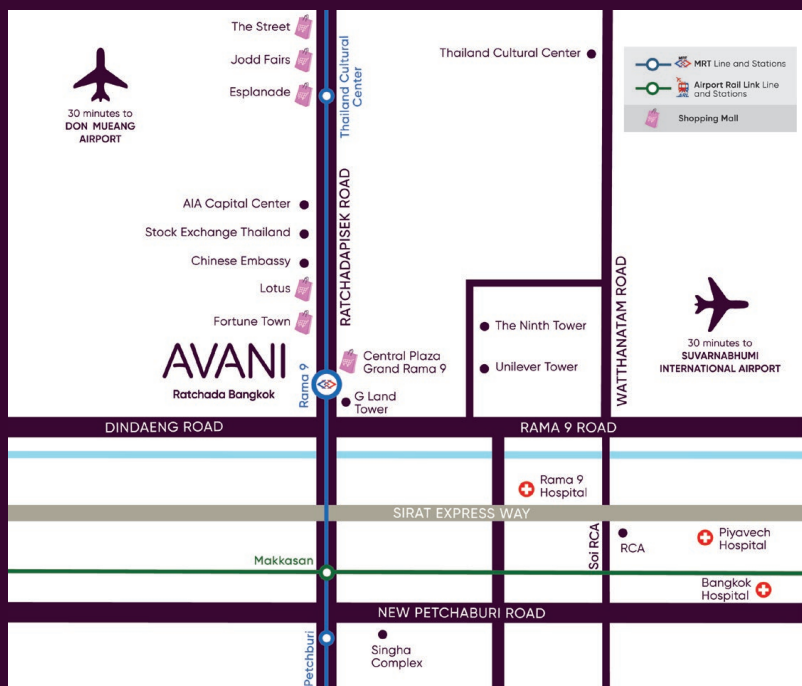 The Street
Jodd Fairs
Esplanade
Thailand Cultural
Center
Thailand Cultural Center
MRT Line and Stations
Airport Rail Link Line
and Stations
Shopping Mall
30 minutes to
DON MUEANG
AIRPORT
AIA Capital Center
Stock Exchange Thailand
Chinese Embassy
Lotus
Fortune Town
RATCHADAPISEK ROAD
AVANI
Ratchada Bangkok
Rama 9
Central Plaza
Grand Rama 9
G Land
Tower
The Ninth Tower
Unilever Tower
WATTHANATAM ROAD
30 minutes to
SUVARNABHUMI
INTERNATIONAL AIRPORT
DINDAENG ROAD
RAMA 9 ROAD
Rama 9
Hospital
SIRAT EXPRESS WAY
Soi RCA
RCA
Piyavech
Hospital
Makkasan
Bangkok
Hospital
NEW PETCHABURI ROAD
Petchburi
Singha
Complex